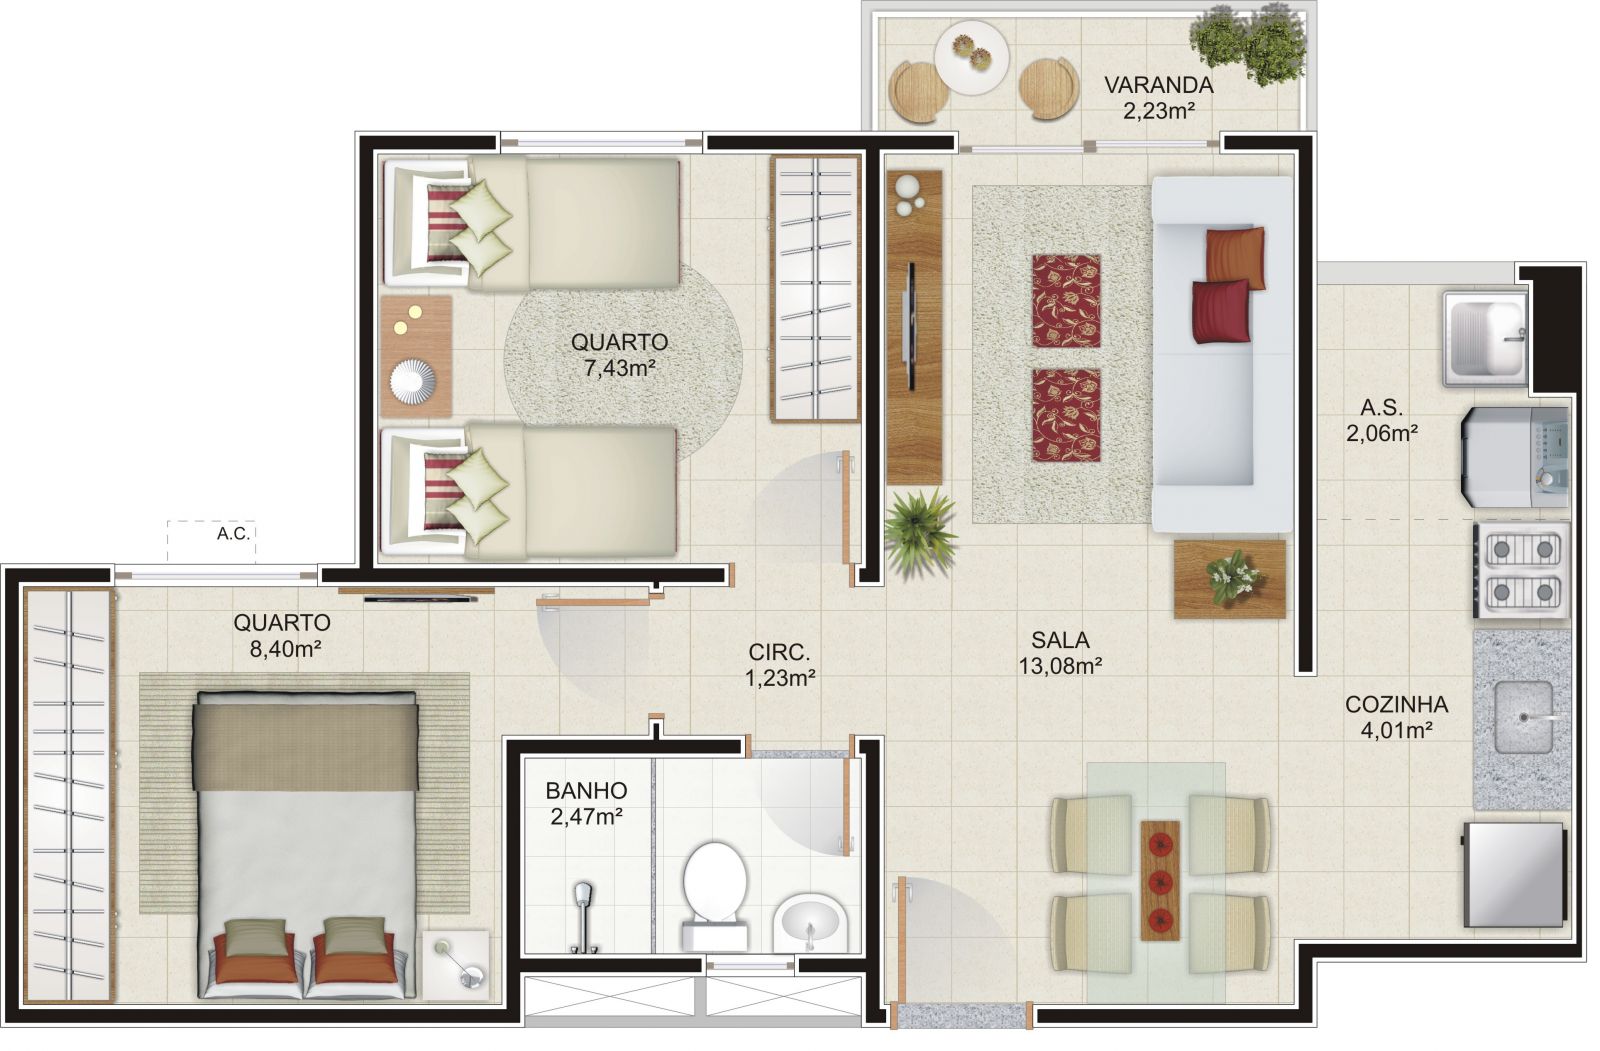 VARANDA
2,23m²
QUARTO
7,43m²
A.S.
2,06m²
A.C.
QUARTO
8,40m²
CIRC.
1,23m²
SALA
13,08m²
COZINHA
4,01m²
BANHO
2,47m²